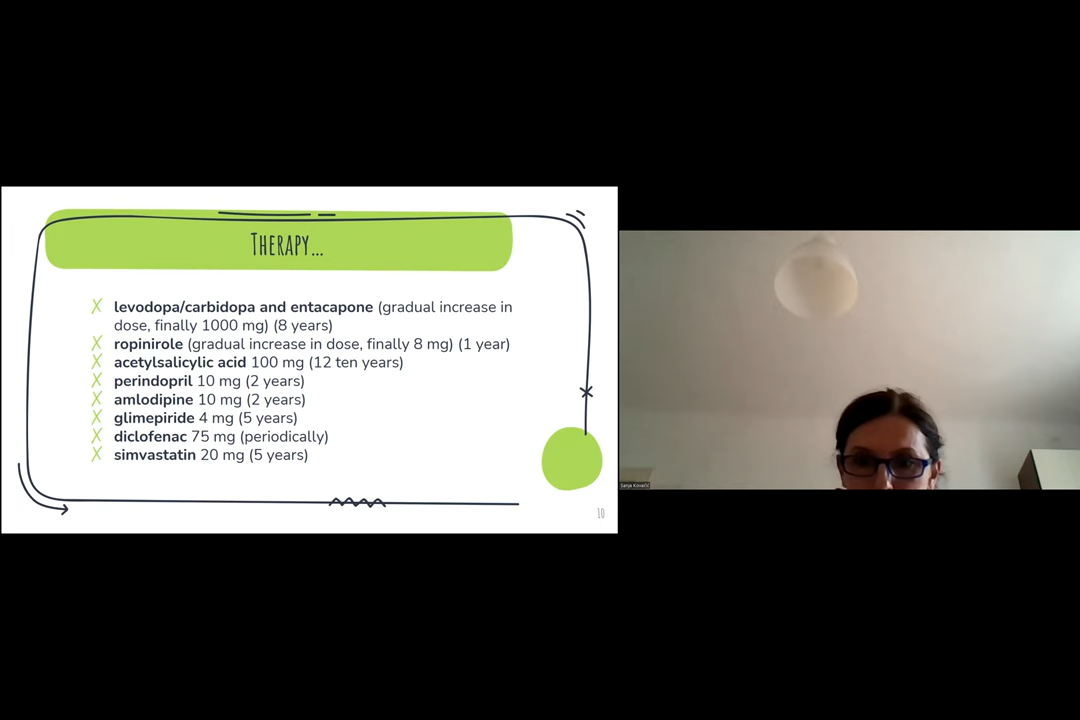 Therapy...
levodopa/carbidopa and entacapone (gradual increase in
dose, finally 1000 mg) (8 years)
ropinirole (gradual increase in dose, finally 8 mg) (1 year)
acetylsalicylic acid 100 mg (12 ten years)
perindopril 10 mg (2 years)
amlodipine 10 mg (2 years)
glimepiride 4 mg (5 years)
diclofenac 75 mg (periodically)
simvastatin 20 mg (5 years)
10
Sanja Kovačić